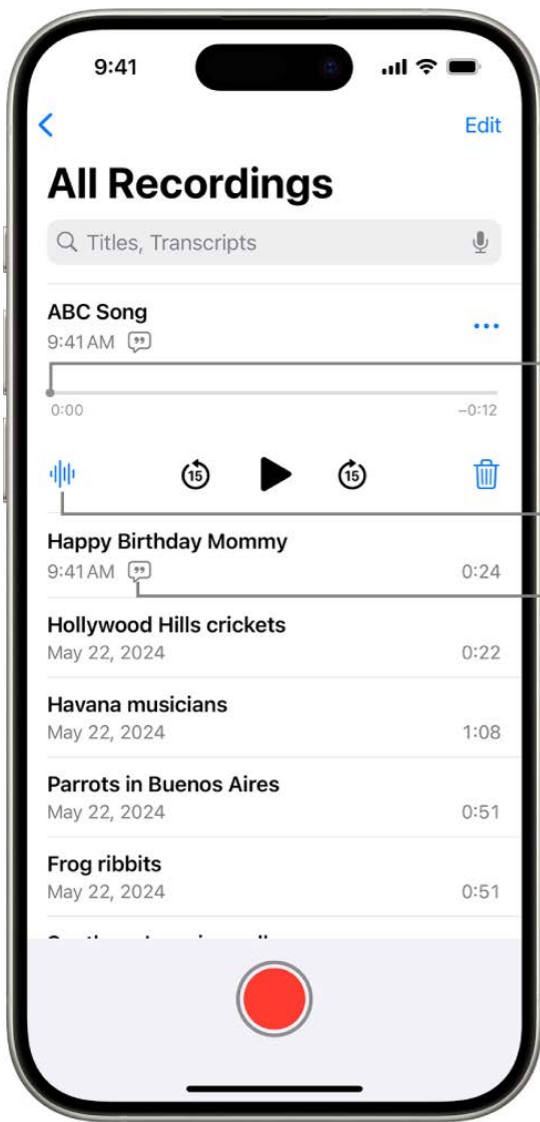 9:41
Edit
All Recordings
Titles, Transcripts
ABC Song
9:41 AM
0:00 -0:12
15 15
Happy Birthday Mommy
9:41 AM 0:24
Hollywood Hills crickets
May 22, 2024 0:22
Havana musicians
May 22, 2024 1:08
Parrots in Buenos Aires
May 22, 2024 0:51
Frog ribbits
May 22, 2024 0:51